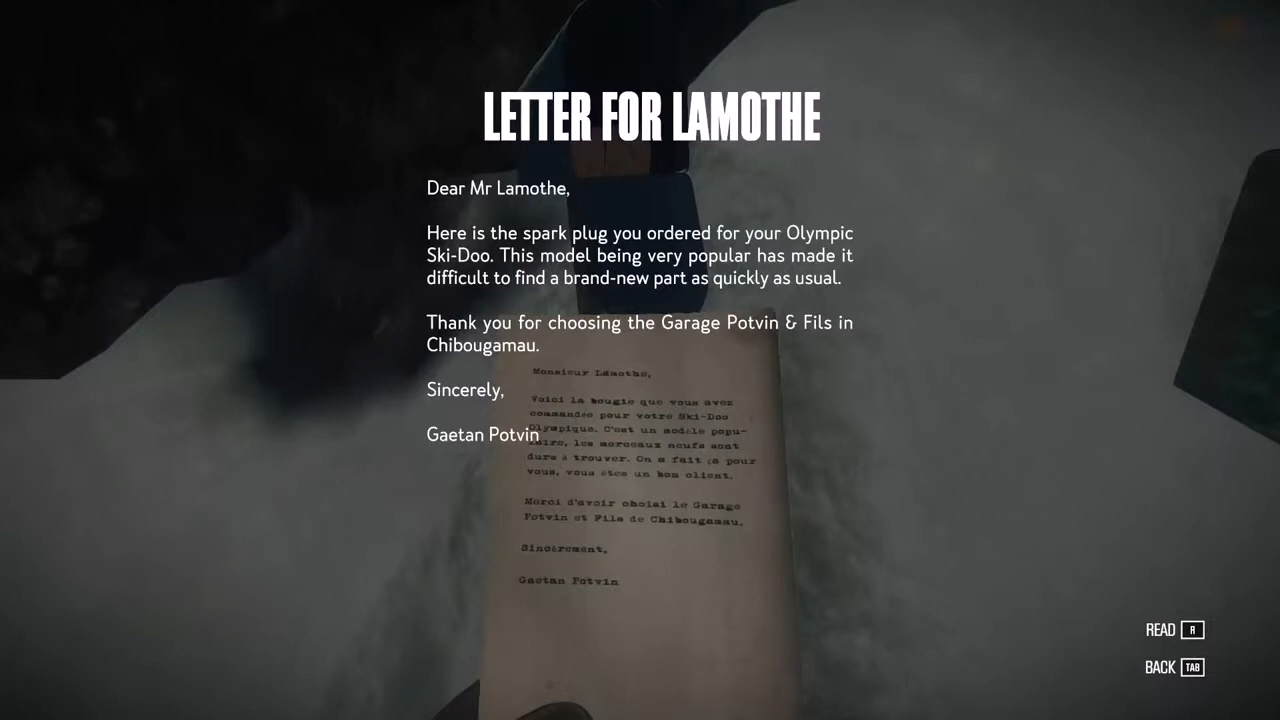 LETTER FOR LAMOTHE
Dear Mr Lamothe,
Here is the spark plug you ordered for your Olympic
Ski-Doo. This model being very popular has made it
difficult to find a brand-new part as quickly as usual.
Thank you for choosing the Garage Potvin & Fils in
Chibougamau.
Sincerely,
Gaetan Potvin
Monsieur Lamothe,
Voici la bougie que vous avez
commandée pour votre Ski-Doo
Olympique. C'est un modèle popu-
laire, les morceaux neufs sont
durs à trouver. On a fait ça pour
vous, vous êtes un bon client.
Merci d'avoir choisi le Garage
Potvin et Fils de Chibougamau.
Sincèrement,
Gaetan Potvin
READ R
BACK TAB